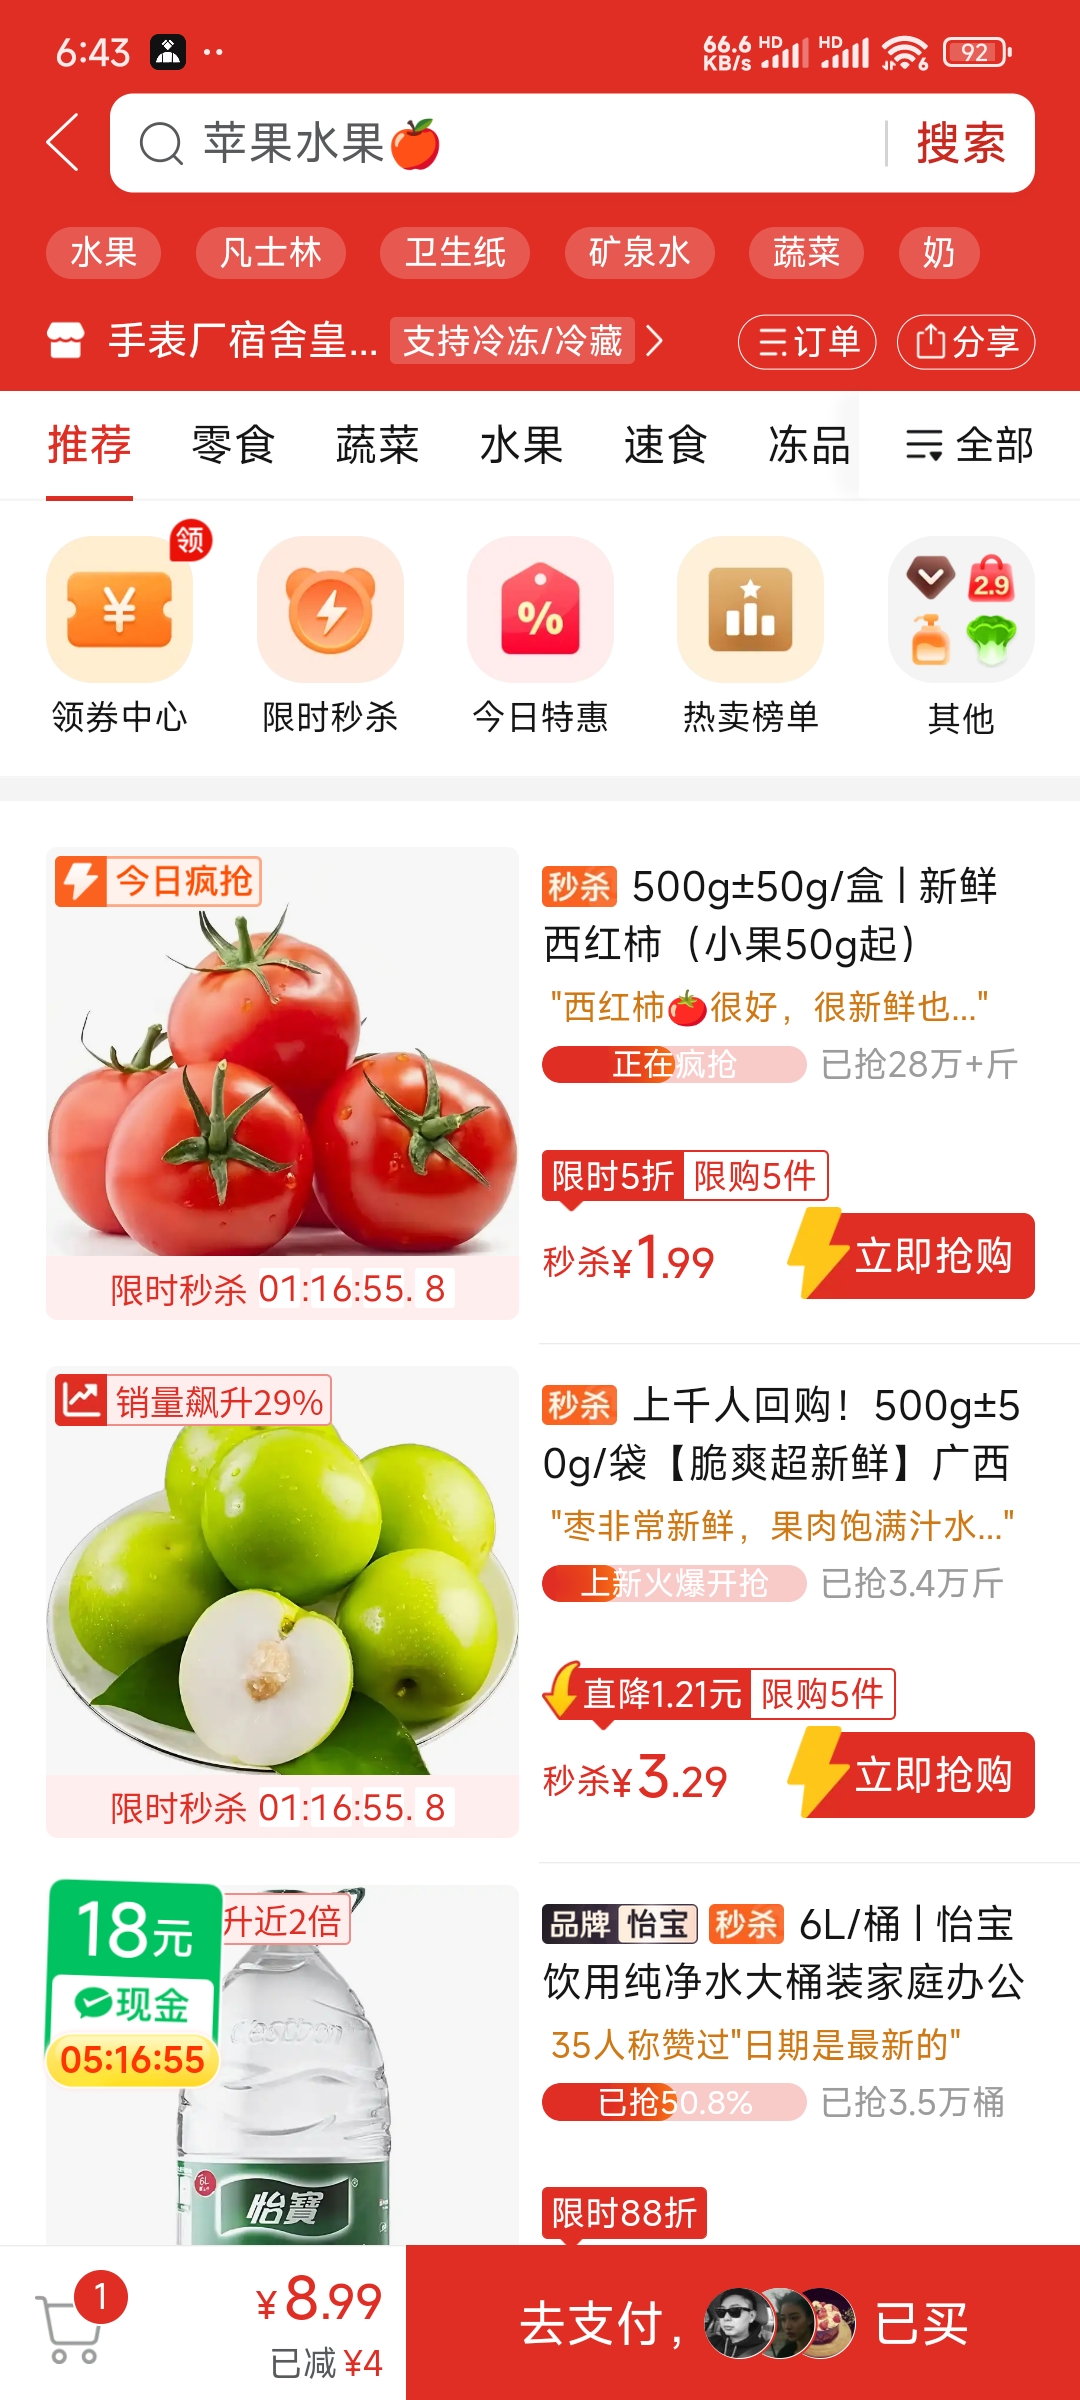 6:43
66.6 KB/s HD HD 6 92
苹果水果🍎 搜索
水果 凡士林 卫生纸 矿泉水 蔬菜 奶
手表厂宿舍皇... 支持冷冻/冷藏 订单 分享
推荐 零食 蔬菜 水果 速食 冻品 全部
领
¥ % 2.9
领券中心 限时秒杀 今日特惠 热卖榜单 其他
今日疯抢
秒杀 500g±50g/盒 | 新鲜
西红柿（小果50g起）
"西红柿🍅很好，很新鲜也..."
正在疯抢 已抢28万+斤
限时5折 限购5件
秒杀¥1.99 立即抢购
限时秒杀 01:16:55. 8
销量飙升29%
秒杀 上千人回购！500g±5
0g/袋【脆爽超新鲜】广西
"枣非常新鲜，果肉饱满汁水..."
上新火爆开抢 已抢3.4万斤
直降1.21元 限购5件
秒杀¥3.29 立即抢购
限时秒杀 01:16:55. 8
18元
现金
05:16:55
升近2倍
C'estbon
6L
怡寶
品牌 怡宝 秒杀 6L/桶 | 怡宝
饮用纯净水大桶装家庭办公
35人称赞过"日期是最新的"
已抢50.8% 已抢3.5万桶
限时88折
1
¥8.99
已减 ¥4
去支付， 已买